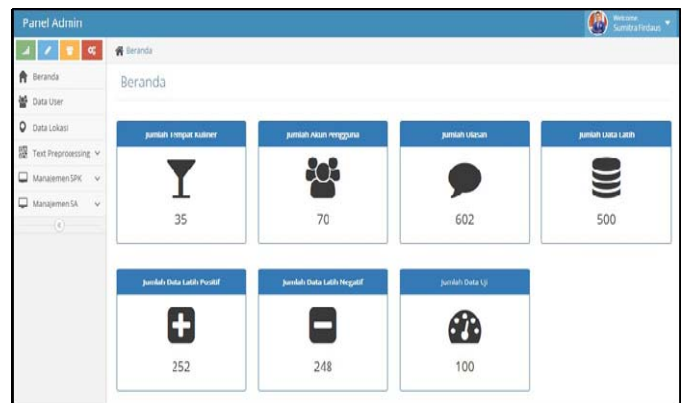 Panel Admin
Welcome,
Sumitra Firdaus
Beranda
Beranda
Data User
Data Lokasi
Text Preprocessing
Manajemen SPK
Manajemen SA
Beranda
Jumlah Tempat Kuliner
35
Jumlah Akun Pengguna
70
Jumlah Ulasan
602
Jumlah Data Latih
500
Jumlah Data Latih Positif
252
Jumlah Data Latih Negatif
248
Jumlah Data Uji
100